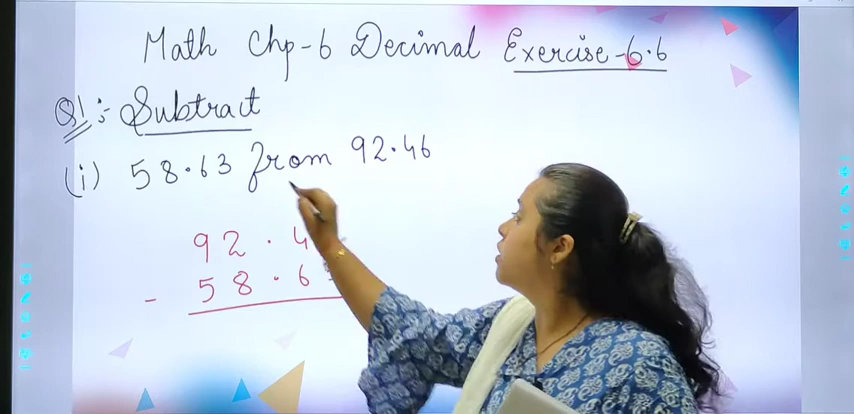 Math Chp-6 Decimal Exercise-6.6
Q1:- Subtract
(i) 58.63 from 92.46
92.4
- 58.6